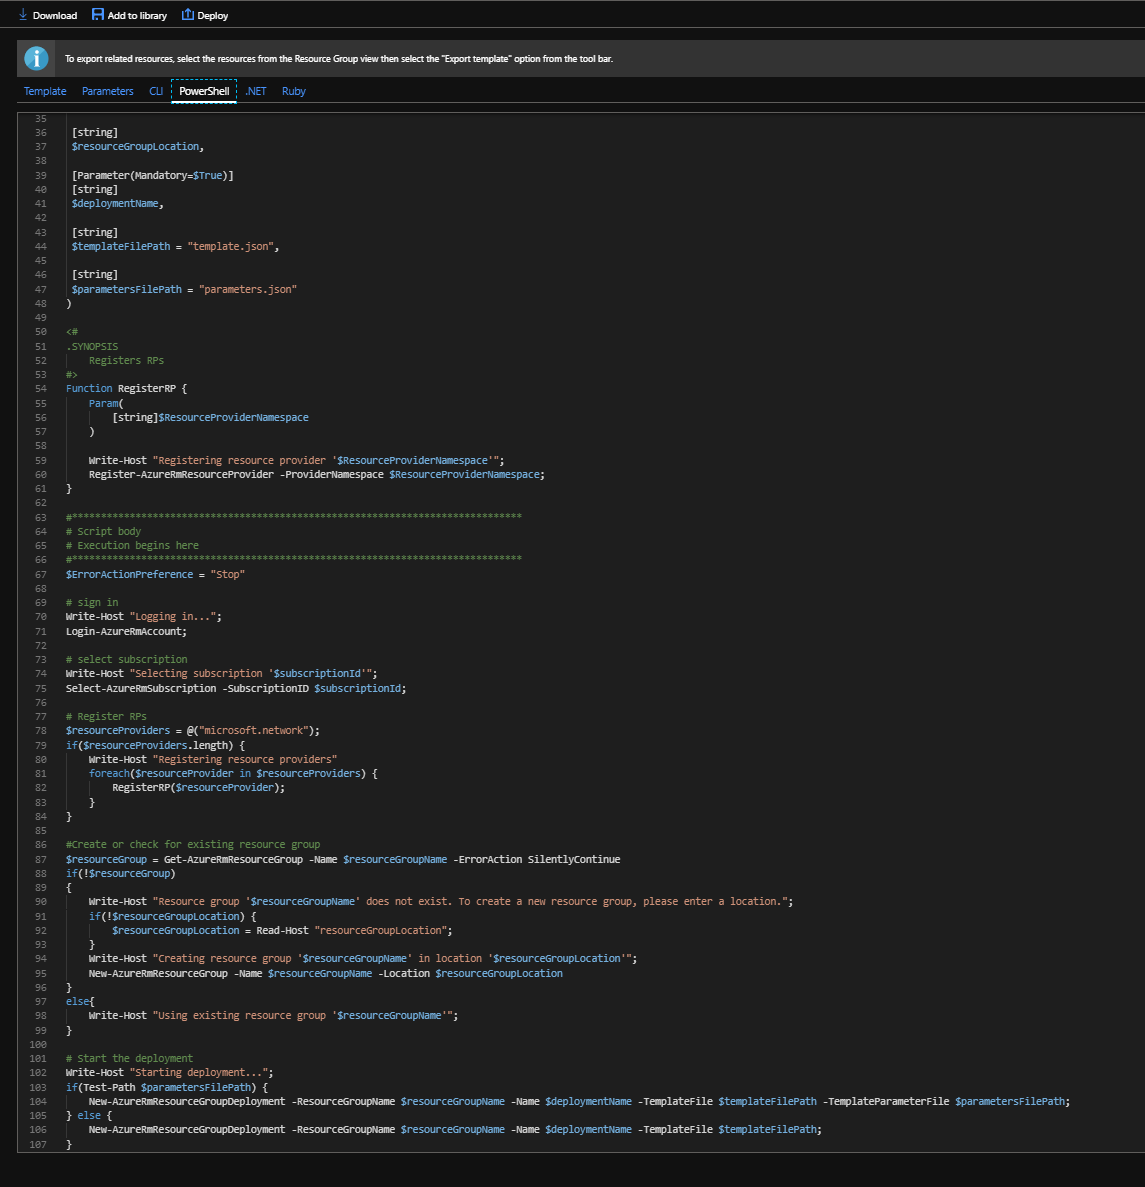 Download Add to library Deploy
To export related resources, select the resources from the Resource Group view then select the "Export template" option from the tool bar.
Template Parameters CLI PowerShell .NET Ruby
35
36 [string]
37 $resourceGroupLocation,
38
39 [Parameter(Mandatory=$True)]
40 [string]
41 $deploymentName,
42
43 [string]
44 $templateFilePath = "template.json",
45
46 [string]
47 $parametersFilePath = "parameters.json"
48 )
49
50 <#
51 .SYNOPSIS
52 Registers RPs
53 #>
54 Function RegisterRP {
55 Param(
56 [string]$ResourceProviderNamespace
57 )
58
59 Write-Host "Registering resource provider '$ResourceProviderNamespace'";
60 Register-AzureRmResourceProvider -ProviderNamespace $ResourceProviderNamespace;
61 }
62
63 #******************************************************************************
64 # Script body
65 # Execution begins here
66 #******************************************************************************
67 $ErrorActionPreference = "Stop"
68
69 # sign in
70 Write-Host "Logging in...";
71 Login-AzureRmAccount;
72
73 # select subscription
74 Write-Host "Selecting subscription '$subscriptionId'";
75 Select-AzureRmSubscription -SubscriptionID $subscriptionId;
76
77 # Register RPs
78 $resourceProviders = @("microsoft.network");
79 if($resourceProviders.length) {
80 Write-Host "Registering resource providers"
81 foreach($resourceProvider in $resourceProviders) {
82 RegisterRP($resourceProvider);
83 }
84 }
85
86 #Create or check for existing resource group
87 $resourceGroup = Get-AzureRmResourceGroup -Name $resourceGroupName -ErrorAction SilentlyContinue
88 if(!$resourceGroup)
89 {
90 Write-Host "Resource group '$resourceGroupName' does not exist. To create a new resource group, please enter a location.";
91 if(!$resourceGroupLocation) {
92 $resourceGroupLocation = Read-Host "resourceGroupLocation";
93 }
94 Write-Host "Creating resource group '$resourceGroupName' in location '$resourceGroupLocation'";
95 New-AzureRmResourceGroup -Name $resourceGroupName -Location $resourceGroupLocation
96 }
97 else{
98 Write-Host "Using existing resource group '$resourceGroupName'";
99 }
100
101 # Start the deployment
102 Write-Host "Starting deployment...";
103 if(Test-Path $parametersFilePath) {
104 New-AzureRmResourceGroupDeployment -ResourceGroupName $resourceGroupName -Name $deploymentName -TemplateFile $templateFilePath -TemplateParameterFile $parametersFilePath;
105 } else {
106 New-AzureRmResourceGroupDeployment -ResourceGroupName $resourceGroupName -Name $deploymentName -TemplateFile $templateFilePath;
107 }